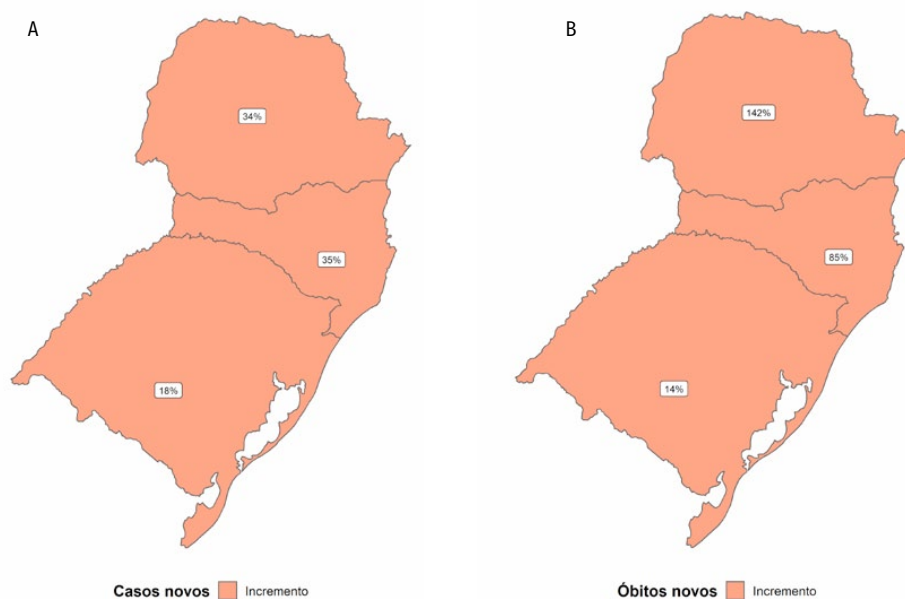 A
B
34%
142%
35%
85%
18%
14%
Casos novos Incremento
Óbitos novos Incremento